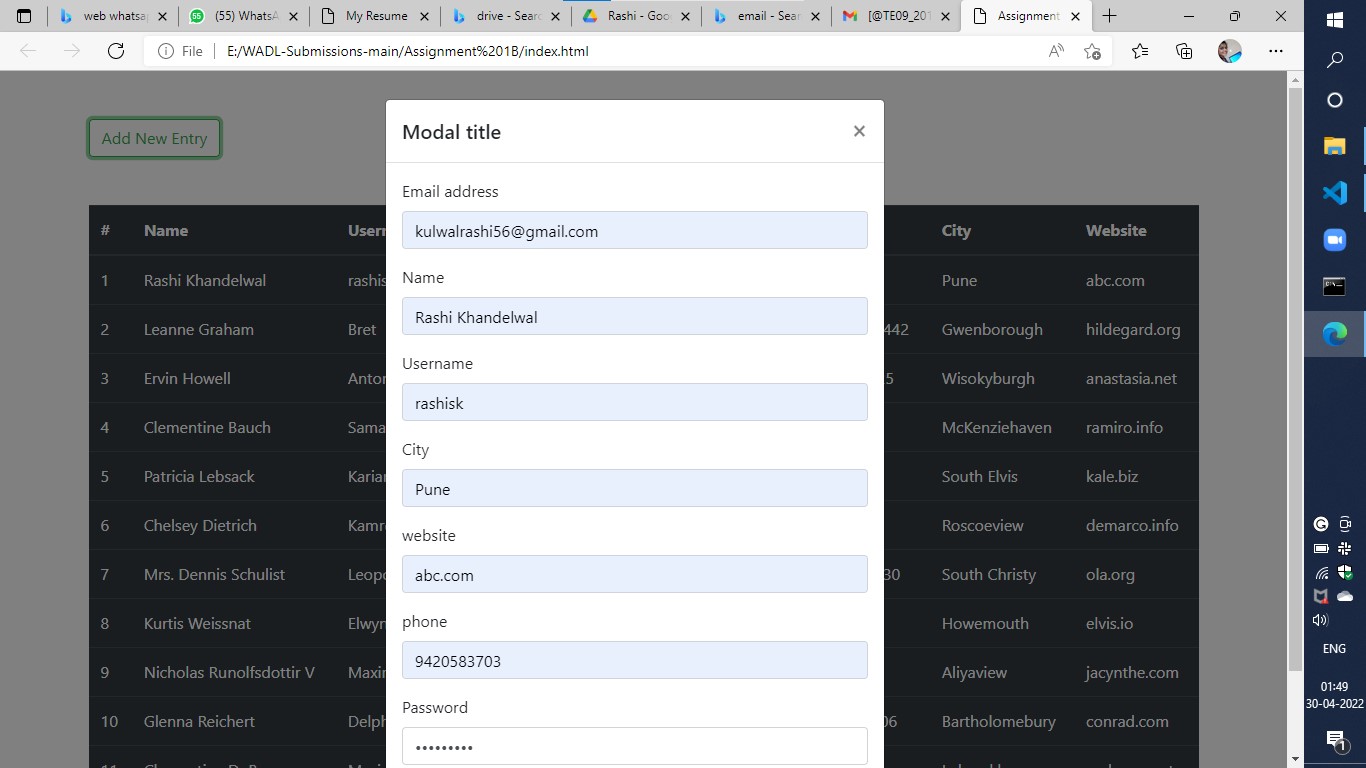 web whatsa
(55) WhatsA
My Resume
drive - Sear
Rashi - Goo
email - Sear
[@TE09_201
Assignment
File E:/WADL-Submissions-main/Assignment%201B/index.html
Add New Entry
Modal title
Email address
kulwalrashi56@gmail.com
Name
Rashi Khandelwal
Username
rashisk
City
Pune
website
abc.com
phone
9420583703
Password
•••••••••
# Name Usern City Website
1 Rashi Khandelwal rashis Pune abc.com
2 Leanne Graham Bret 442 Gwenborough hildegard.org
3 Ervin Howell Anton 5 Wisokyburgh anastasia.net
4 Clementine Bauch Sama McKenziehaven ramiro.info
5 Patricia Lebsack Karian South Elvis kale.biz
6 Chelsey Dietrich Kamr Roscoeview demarco.info
7 Mrs. Dennis Schulist Leopo 30 South Christy ola.org
8 Kurtis Weissnat Elwyn Howemouth elvis.io
9 Nicholas Runolfsdottir V Maxim Aliyaview jacynthe.com
10 Glenna Reichert Delph 06 Bartholomebury conrad.com
ENG
01:49
30-04-2022
1